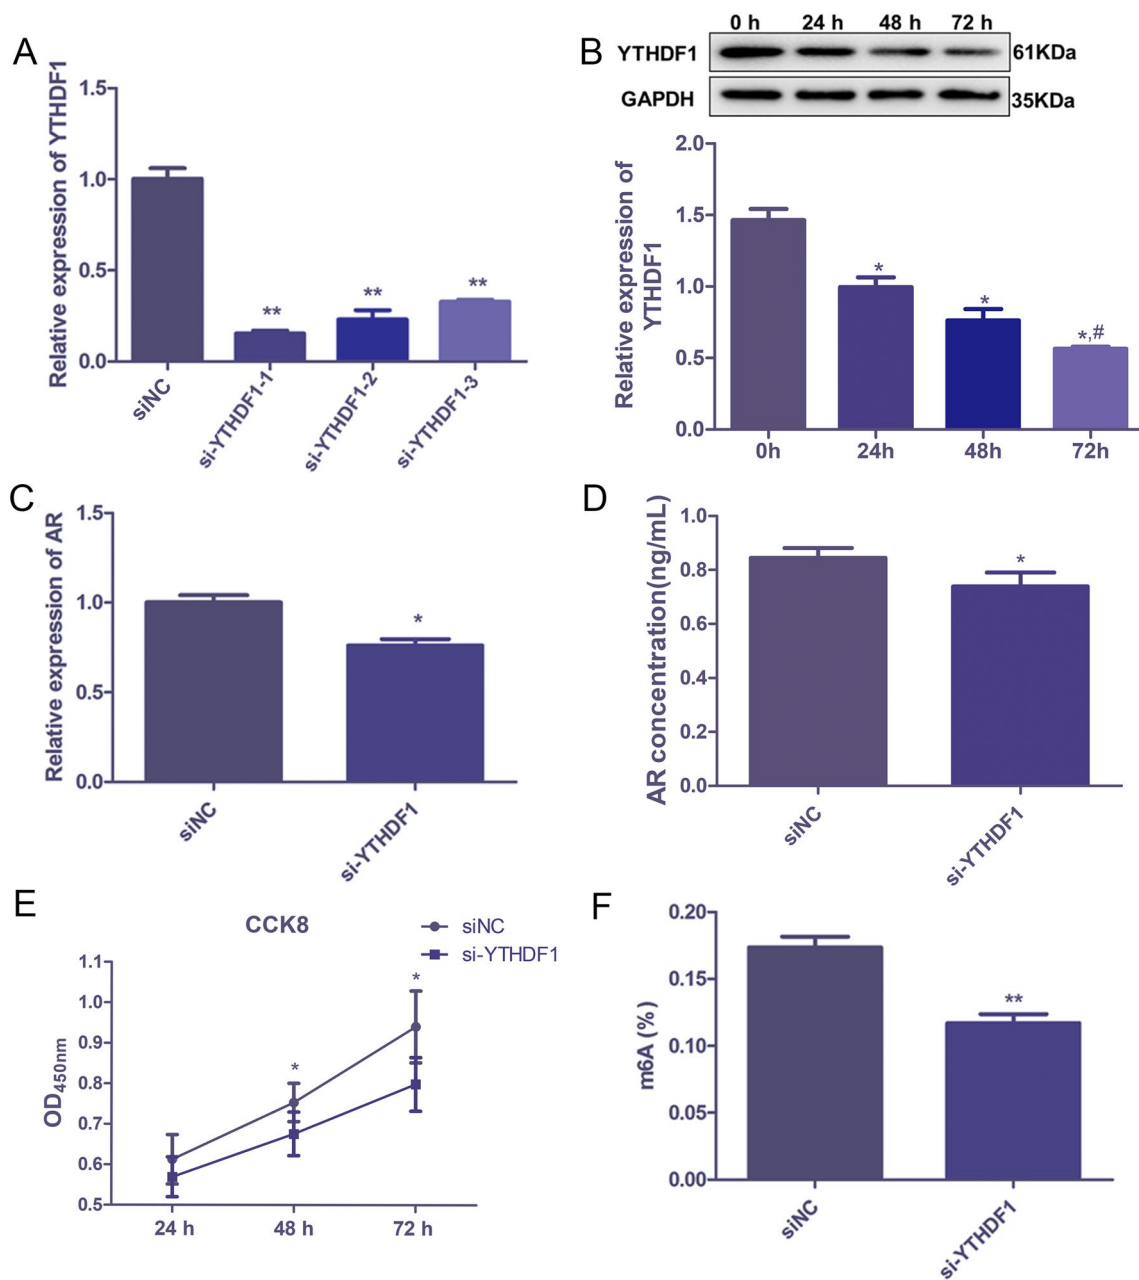 A
Relative expression of YTHDF1
1.5
1.0
0.5
0.0
**
**
**
siNC
si-YTHDF1-1
si-YTHDF1-2
si-YTHDF1-3
B
0 h 24 h 48 h 72 h
YTHDF1 61KDa
GAPDH 35KDa
Relative expression of
YTHDF1
2.0
1.5
1.0
0.5
0.0
*
*
*,#
0h 24h 48h 72h
C
Relative expression of AR
1.5
1.0
0.5
0.0
*
siNC
si-YTHDF1
D
AR concentration(ng/mL)
1.0
0.8
0.6
0.4
0.2
0.0
*
siNC
si-YTHDF1
E
CCK8
siNC
si-YTHDF1
OD450nm
1.1
1.0
0.9
0.8
0.7
0.6
0.5
*
*
24 h 48 h 72 h
F
m6A (%)
0.20
0.15
0.10
0.05
0.00
**
siNC
si-YTHDF1